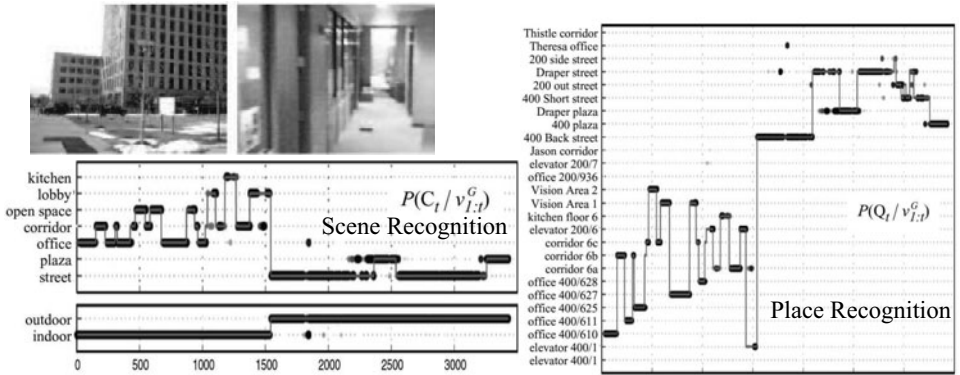 kitchen
lobby
open space
corridor
office
plaza
street
P(C_t / v^G_{1:t})
Scene Recognition
outdoor
indoor
0 500 1000 1500 2000 2500 3000
Thistle corridor
Theresa office
200 side street
Draper street
200 out street
400 Short street
Draper plaza
400 plaza
400 Back street
Jason corridor
elevator 200/7
office 200/936
Vision Area 2
Vision Area 1
kitchen floor 6
elevator 200/6
corridor 6c
corridor 6b
corridor 6a
office 400/628
office 400/627
office 400/625
office 400/611
office 400/610
elevator 400/1
office 400/1
P(Q_t / v^G_{1:t})
Place Recognition